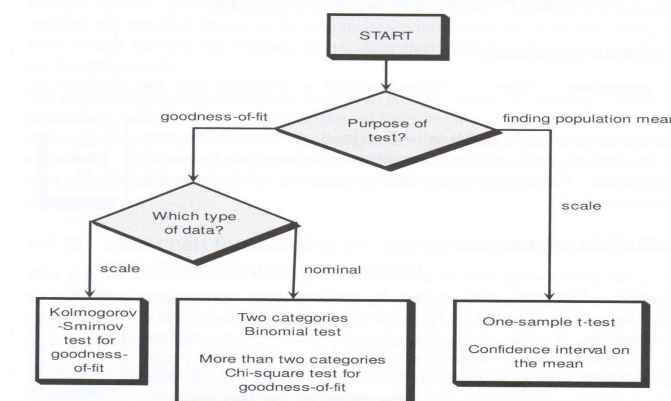 START
goodness-of-fit
Purpose of
test?
finding population mean
Which type
of data?
scale
scale
nominal
Kolmogorov
-Smirnov
test for
goodness-
of-fit
Two categories
Binomial test
More than two categories
Chi-square test for
goodness-of-fit
One-sample t-test
Confidence interval on
the mean